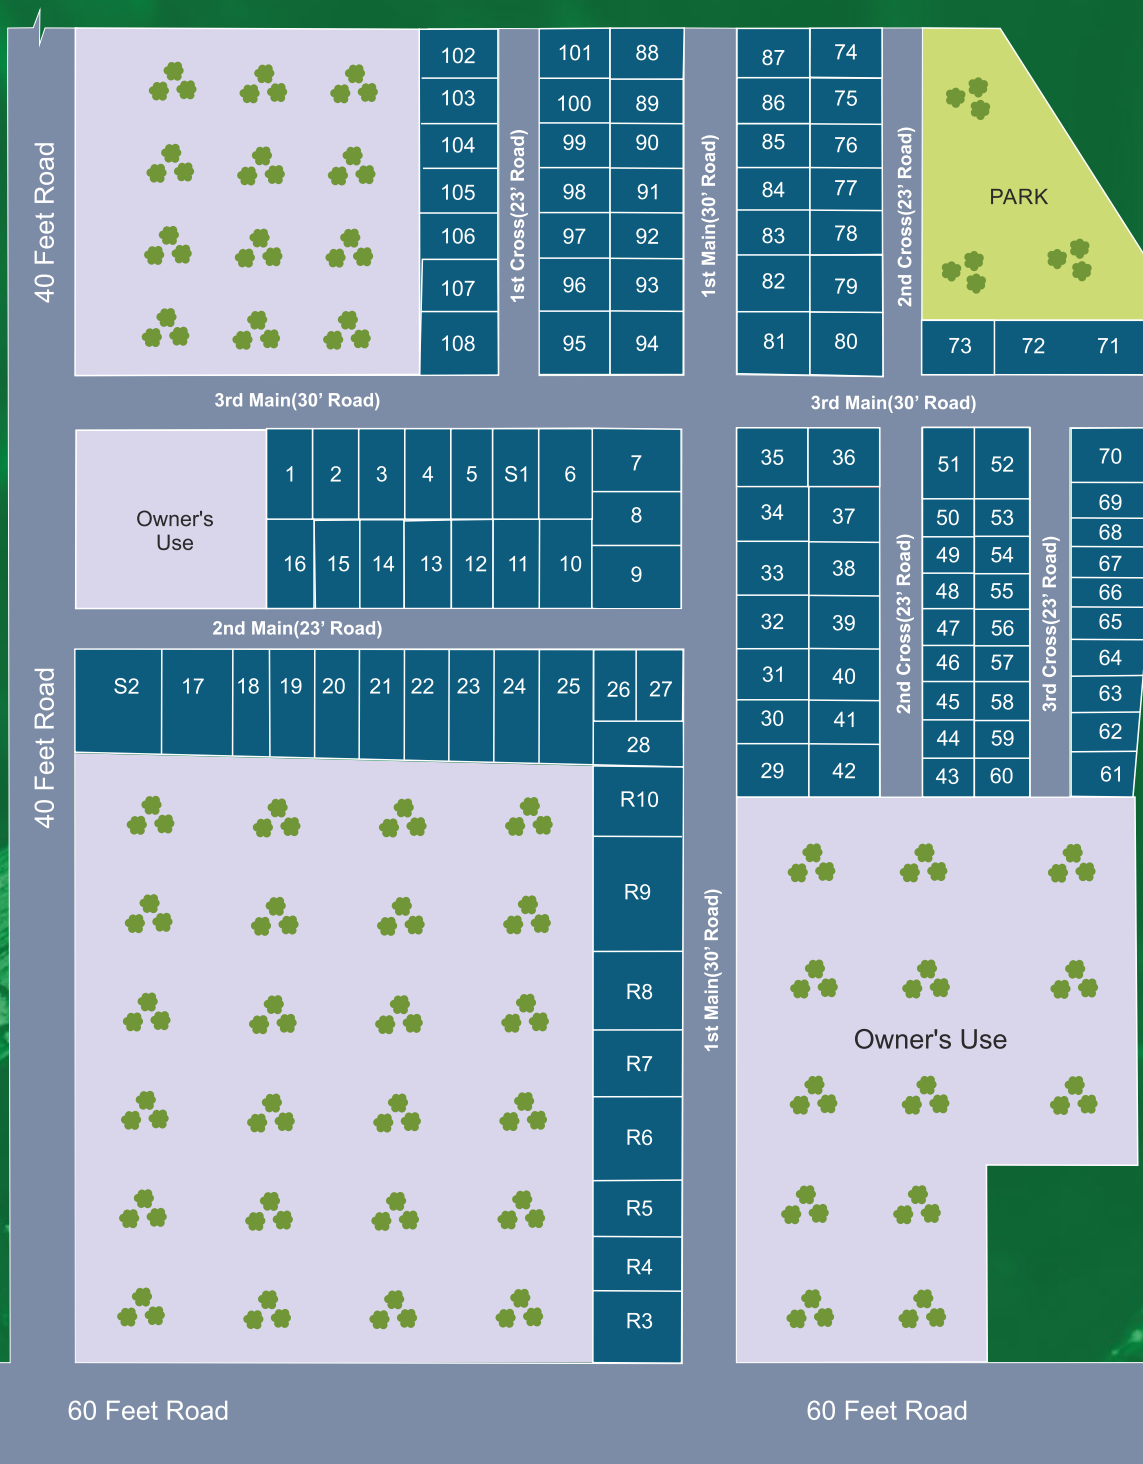 40 Feet Road
102
103
104
105
106
107
108
1st Cross(23' Road)
101 88
100 89
99 90
98 91
97 92
96 93
95 94
1st Main(30' Road)
87 74
86 75
85 76
84 77
83 78
82 79
81 80
2nd Cross(23' Road)
PARK
73 72 71
3rd Main(30' Road)
3rd Main(30' Road)
Owner's
Use
1 2 3 4 5 S1 6
16 15 14 13 12 11 10
7
8
9
2nd Main(23' Road)
35 36
34 37
33 38
32 39
31 40
30 41
29 42
2nd Cross(23' Road)
51 52
50 53
49 54
48 55
47 56
46 57
45 58
44 59
43 60
3rd Cross(23' Road)
70
69
68
67
66
65
64
63
62
61
40 Feet Road
S2 17 18 19 20 21 22 23 24 25 26 27
28
R10
R9
R8
R7
R6
R5
R4
R3
1st Main(30' Road)
Owner's Use
60 Feet Road
60 Feet Road